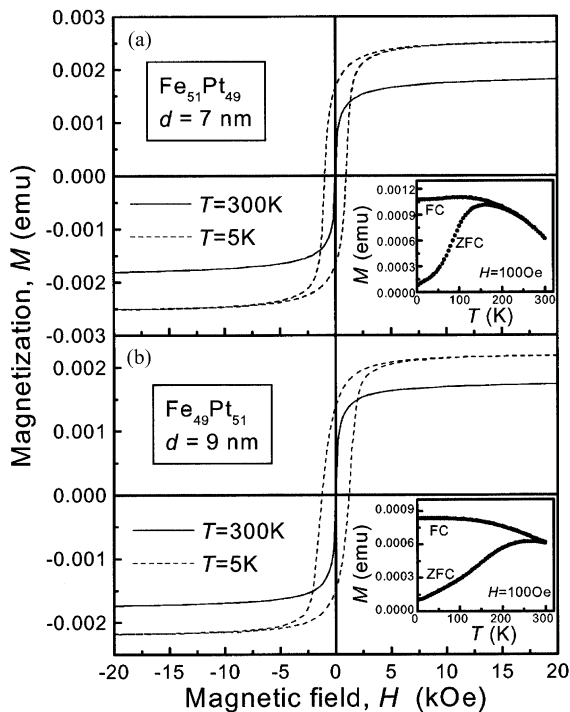 0.003
(a)
0.002
Fe51Pt49
d = 7 nm
0.001
0.000
T=300K
T=5K
-0.001
-0.002
-0.003
0.0012
0.0009
0.0006
0.0003
0.0000
FC
ZFC
H=100Oe
M (emu)
0 100 200 300
T (K)
Magnetization, M (emu)
(b)
0.002
Fe49Pt51
d = 9 nm
0.001
0.000
T=300K
T=5K
-0.001
-0.002
0.0009
0.0006
0.0003
0.0000
FC
ZFC
H=100Oe
M (emu)
0 100 200 300
T (K)
-20 -15 -10 -5 0 5 10 15 20
Magnetic field, H (kOe)